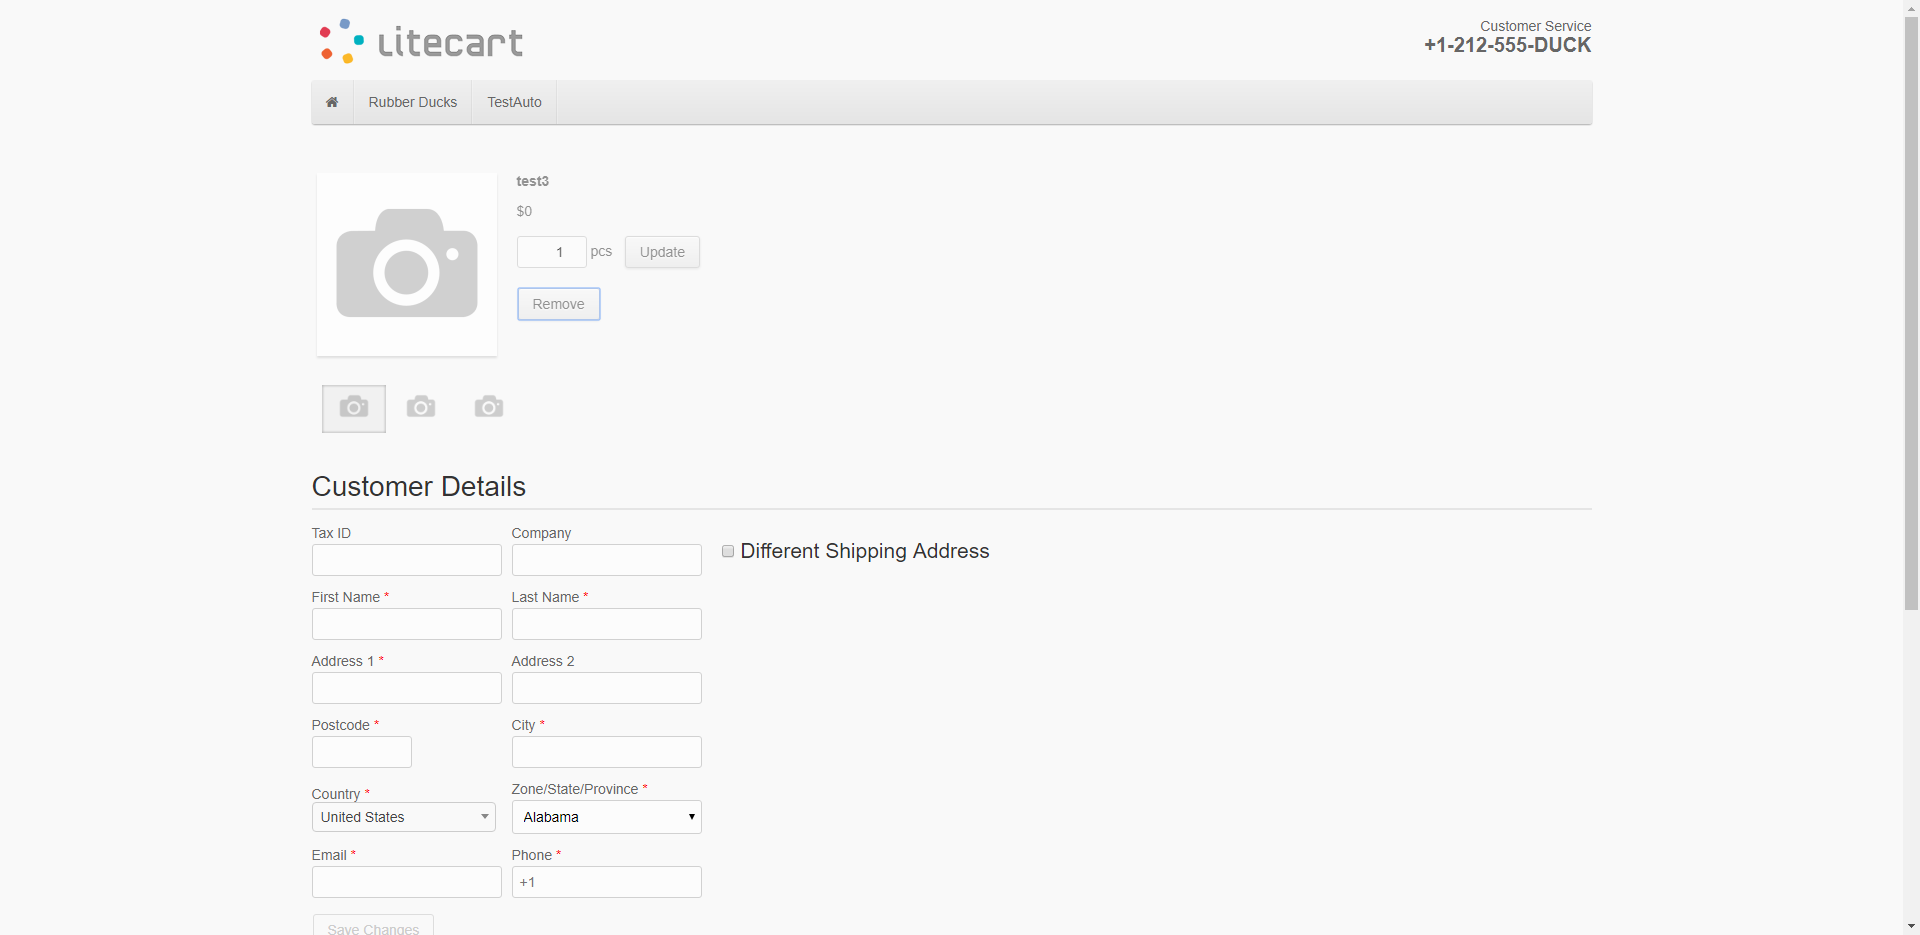 litecart
Customer Service
+1-212-555-DUCK
Rubber Ducks
TestAuto
test3
$0
1 pcs Update
Remove
Customer Details
Tax ID Company
Different Shipping Address
First Name * Last Name *
Address 1 * Address 2
Postcode * City *
Country * Zone/State/Province *
United States Alabama
Email * Phone *
+1
Save Changes